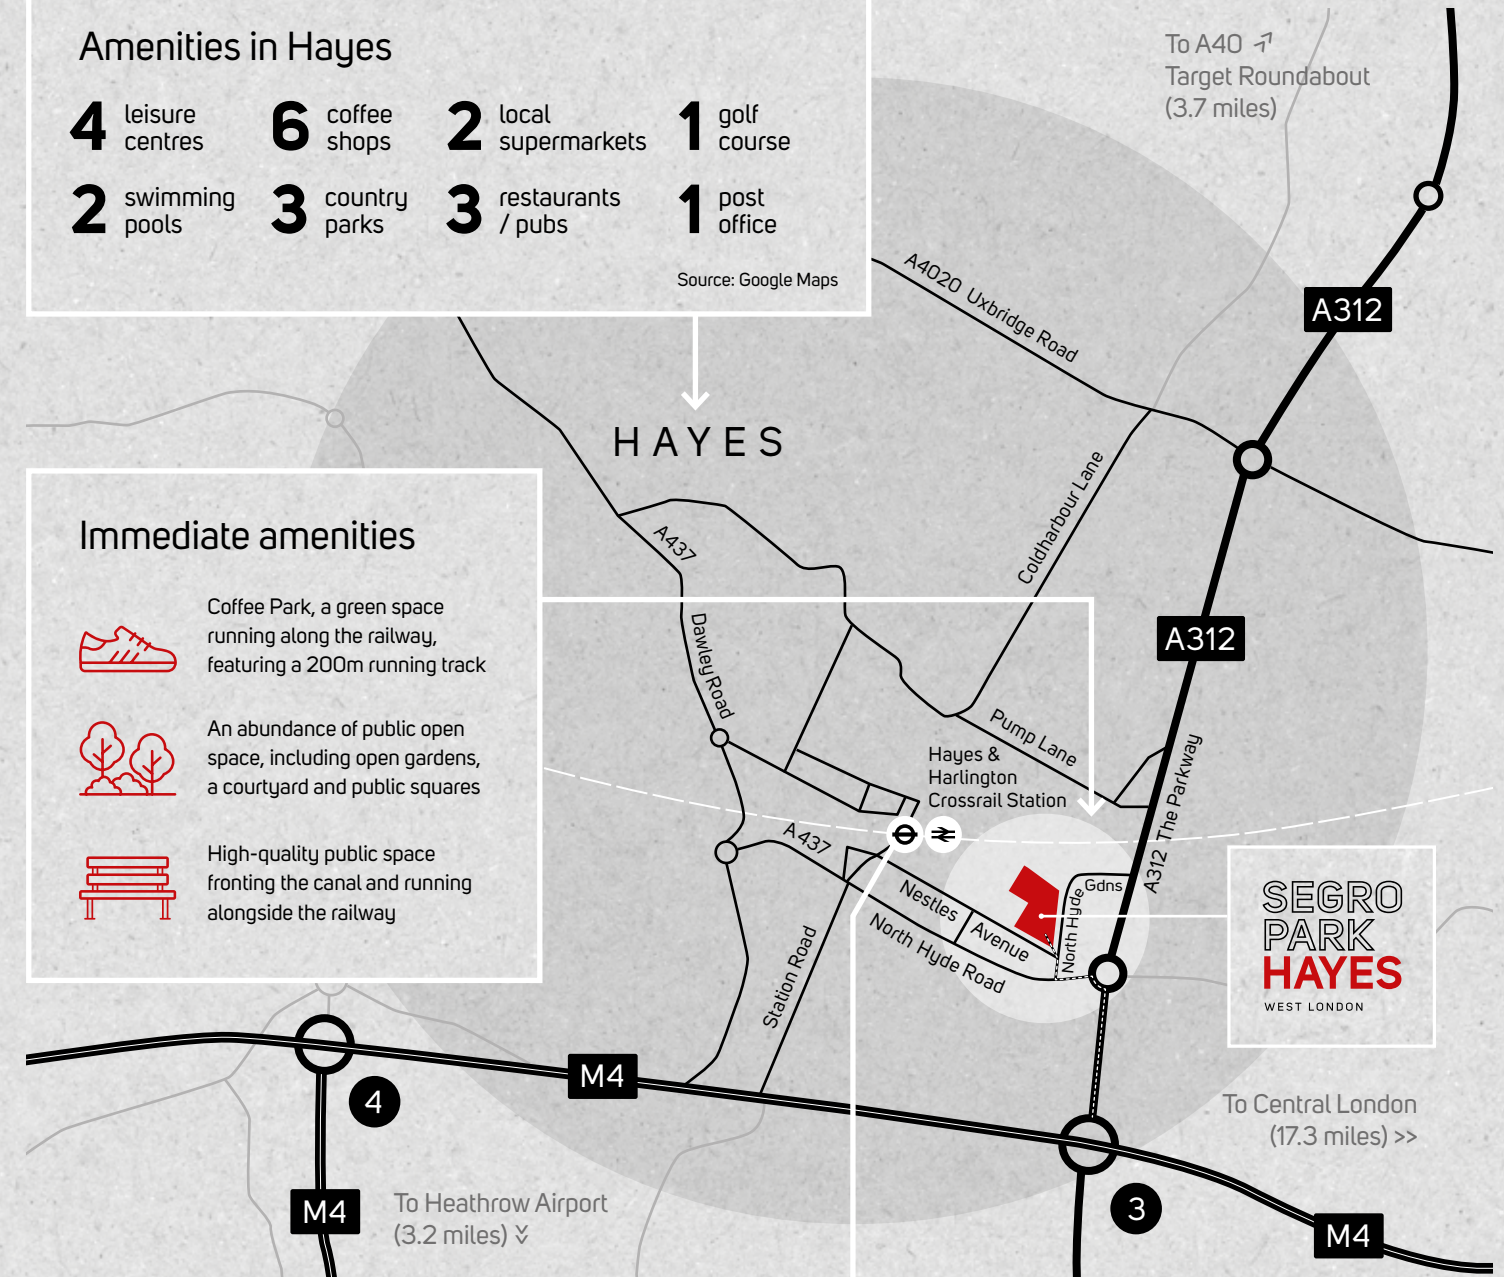 Amenities in Hayes
4 leisure
centres
6 coffee
shops
2 local
supermarkets
1 golf
course
2 swimming
pools
3 country
parks
3 restaurants
/ pubs
1 post
office
Source: Google Maps
To A40
Target Roundabout
(3.7 miles)
A4020 Uxbridge Road
A312
HAYES
Immediate amenities
Coffee Park, a green space
running along the railway,
featuring a 200m running track
An abundance of public open
space, including open gardens,
a courtyard and public squares
High-quality public space
fronting the canal and running
alongside the railway
A437
Coldharbour Lane
A312
Dawley Road
Pump Lane
Hayes &
Harlington
Crossrail Station
A312 The Parkway
A437
Nestles
Avenue
North Hyde
Gdns
North Hyde Road
Station Road
SEGRO
PARK
HAYES
WEST LONDON
M4
4
To Central London
(17.3 miles) >>
M4
To Heathrow Airport
(3.2 miles)
3
M4